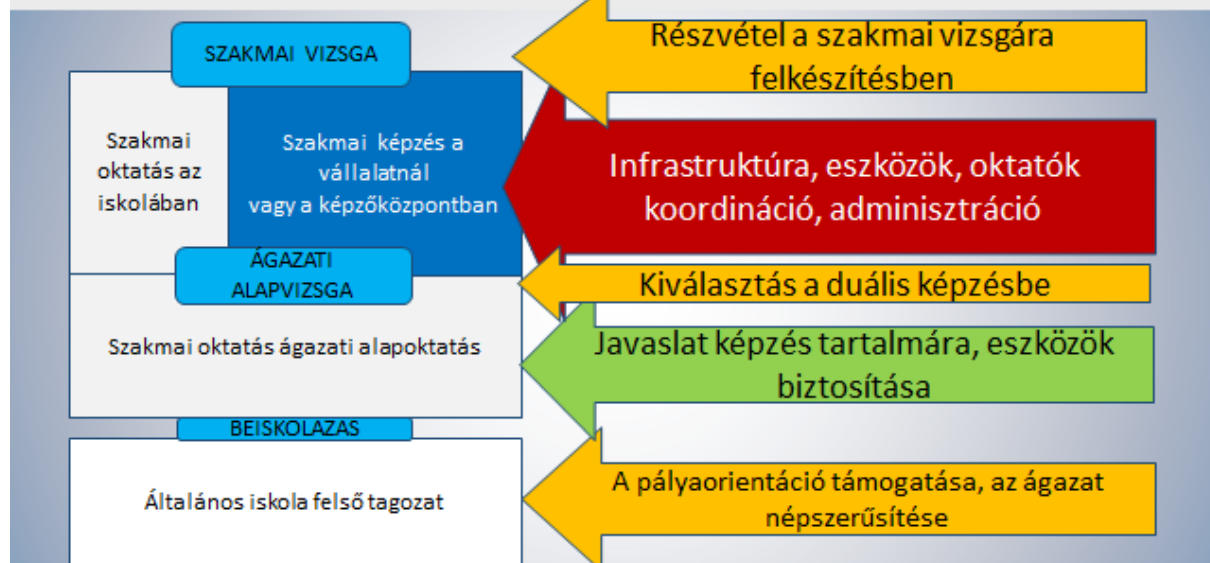 SZAKMAI VIZSGA
Részvétel a szakmai vizsgára
felkészítésben
Szakmai
oktatás az
iskolában
Szakmai képzés a
vállalatnál
vagy a képzőközpontban
Infrastruktúra, eszközök, oktatók
koordináció, adminisztráció
ÁGAZATI
ALAPVIZSGA
Kiválasztás a duális képzésbe
Szakmai oktatás ágazati alapoktatás
Javaslat képzés tartalmára, eszközök
biztosítása
BEISKOLAZAS
Általános iskola felső tagozat
A pályaorientáció támogatása, az ágazat
népszerűsítése